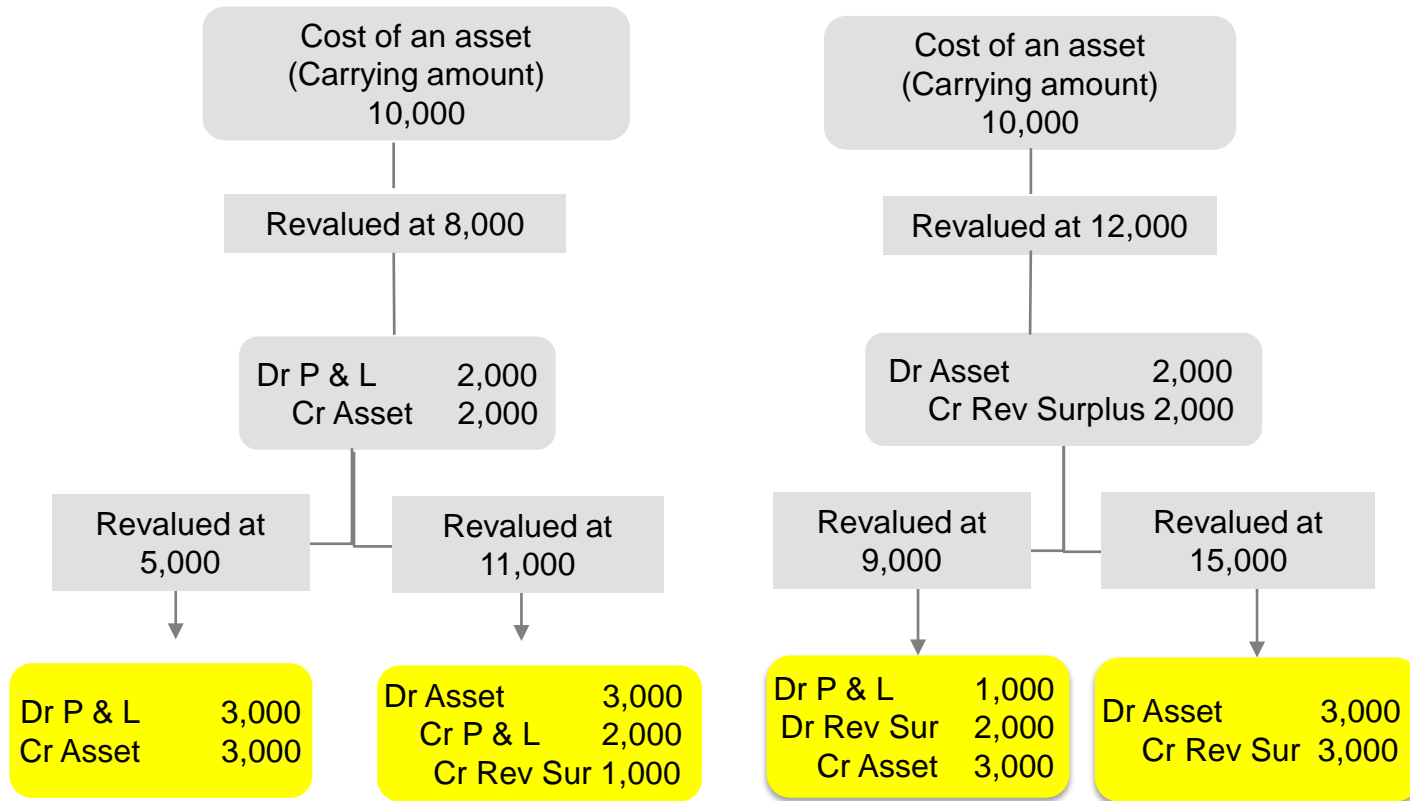 Cost of an asset
(Carrying amount)
10,000
Revalued at 8,000
Dr P & L 2,000
Cr Asset 2,000
Revalued at
5,000
Revalued at
11,000
Dr P & L 3,000
Cr Asset 3,000
Dr Asset 3,000
Cr P & L 2,000
Cr Rev Sur 1,000
Cost of an asset
(Carrying amount)
10,000
Revalued at 12,000
Dr Asset 2,000
Cr Rev Surplus 2,000
Revalued at
9,000
Revalued at
15,000
Dr P & L 1,000
Dr Rev Sur 2,000
Cr Asset 3,000
Dr Asset 3,000
Cr Rev Sur 3,000